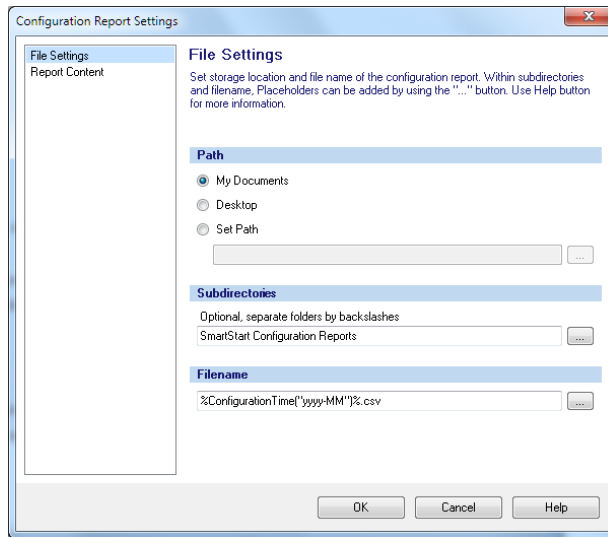 Configuration Report Settings
File Settings
Report Content
File Settings
Set storage location and file name of the configuration report. Within subdirectories
and filename, Placeholders can be added by using the "..." button. Use Help button
for more information.
Path
My Documents
Desktop
Set Path
...
Subdirectories
Optional, separate folders by backslashes
SmartStart Configuration Reports
...
Filename
%ConfigurationTime("yyyy-MM")%.csv
...
OK
Cancel
Help